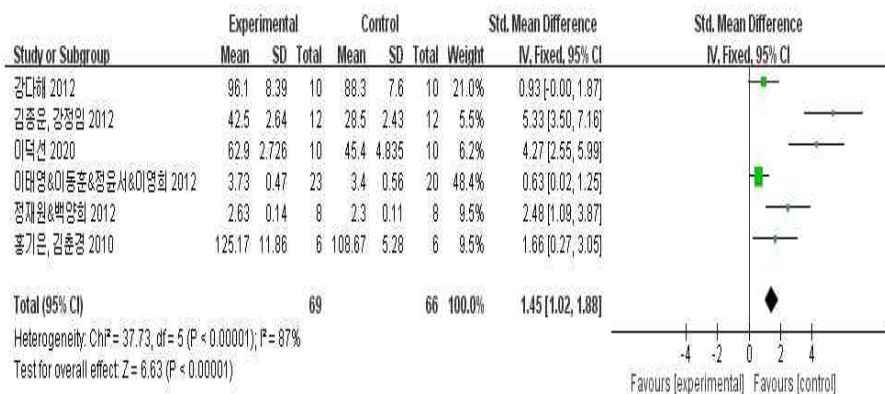 Experimental Control Std. Mean Difference Std. Mean Difference
Study or Subgroup Mean SD Total Mean SD Total Weight IV, Fixed, 95% CI IV, Fixed, 95% CI
강다해 2012 96.1 8.39 10 88.3 7.6 10 21.0% 0.93 [-0.00, 1.87]
김종운, 강정임 2012 42.5 2.64 12 28.5 2.43 12 5.5% 5.33 [3.50, 7.16]
이덕선 2020 62.9 2.726 10 45.4 4.835 10 6.2% 4.27 [2.55, 5.99]
이태영&이동훈&정윤서&이영희 2012 3.73 0.47 23 3.4 0.56 20 48.4% 0.63 [0.02, 1.25]
정재원&백양희 2012 2.63 0.14 8 2.3 0.11 8 9.5% 2.48 [1.09, 3.87]
홍기은, 김춘경 2010 125.17 11.86 6 108.67 5.28 6 9.5% 1.66 [0.27, 3.05]
Total (95% CI) 69 66 100.0% 1.45 [1.02, 1.88]
Heterogeneity: Chi² = 37.73, df = 5 (P < 0.00001); I² = 87%
Test for overall effect: Z = 6.63 (P < 0.00001)
-4 -2 0 2 4
Favours [experimental] Favours [control]